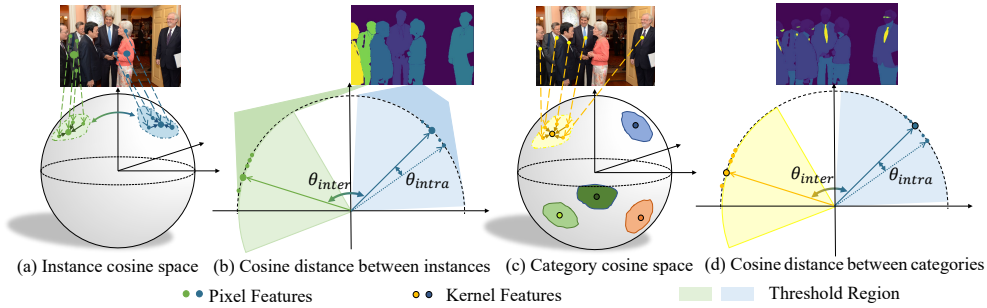 θinter
θintra
θinter
θintra
(a) Instance cosine space
(b) Cosine distance between instances
(c) Category cosine space
(d) Cosine distance between categories
Pixel Features
Kernel Features
Threshold Region